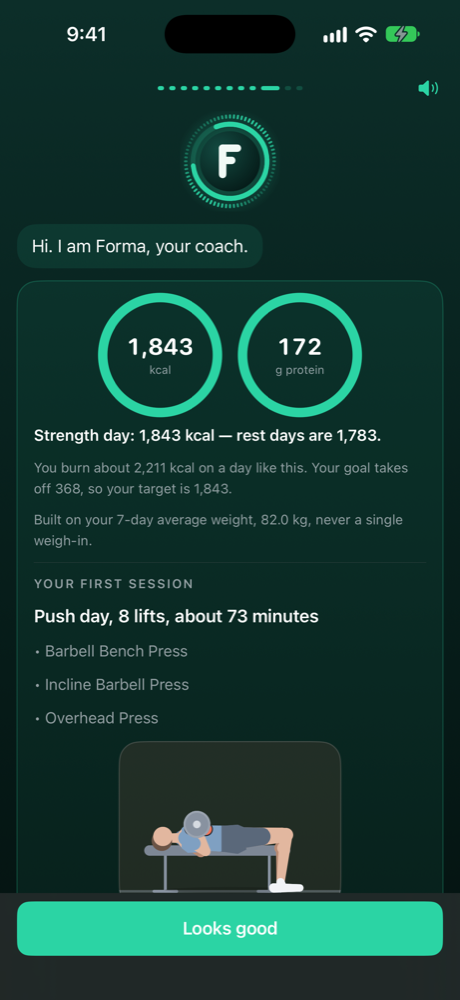 9:41
F
Hi. I am Forma, your coach.
1,843
kcal
172
g protein
Strength day: 1,843 kcal — rest days are 1,783.
You burn about 2,211 kcal on a day like this. Your goal takes
off 368, so your target is 1,843.
Built on your 7-day average weight, 82.0 kg, never a single
weigh-in.
YOUR FIRST SESSION
Push day, 8 lifts, about 73 minutes
• Barbell Bench Press
• Incline Barbell Press
• Overhead Press
Looks good